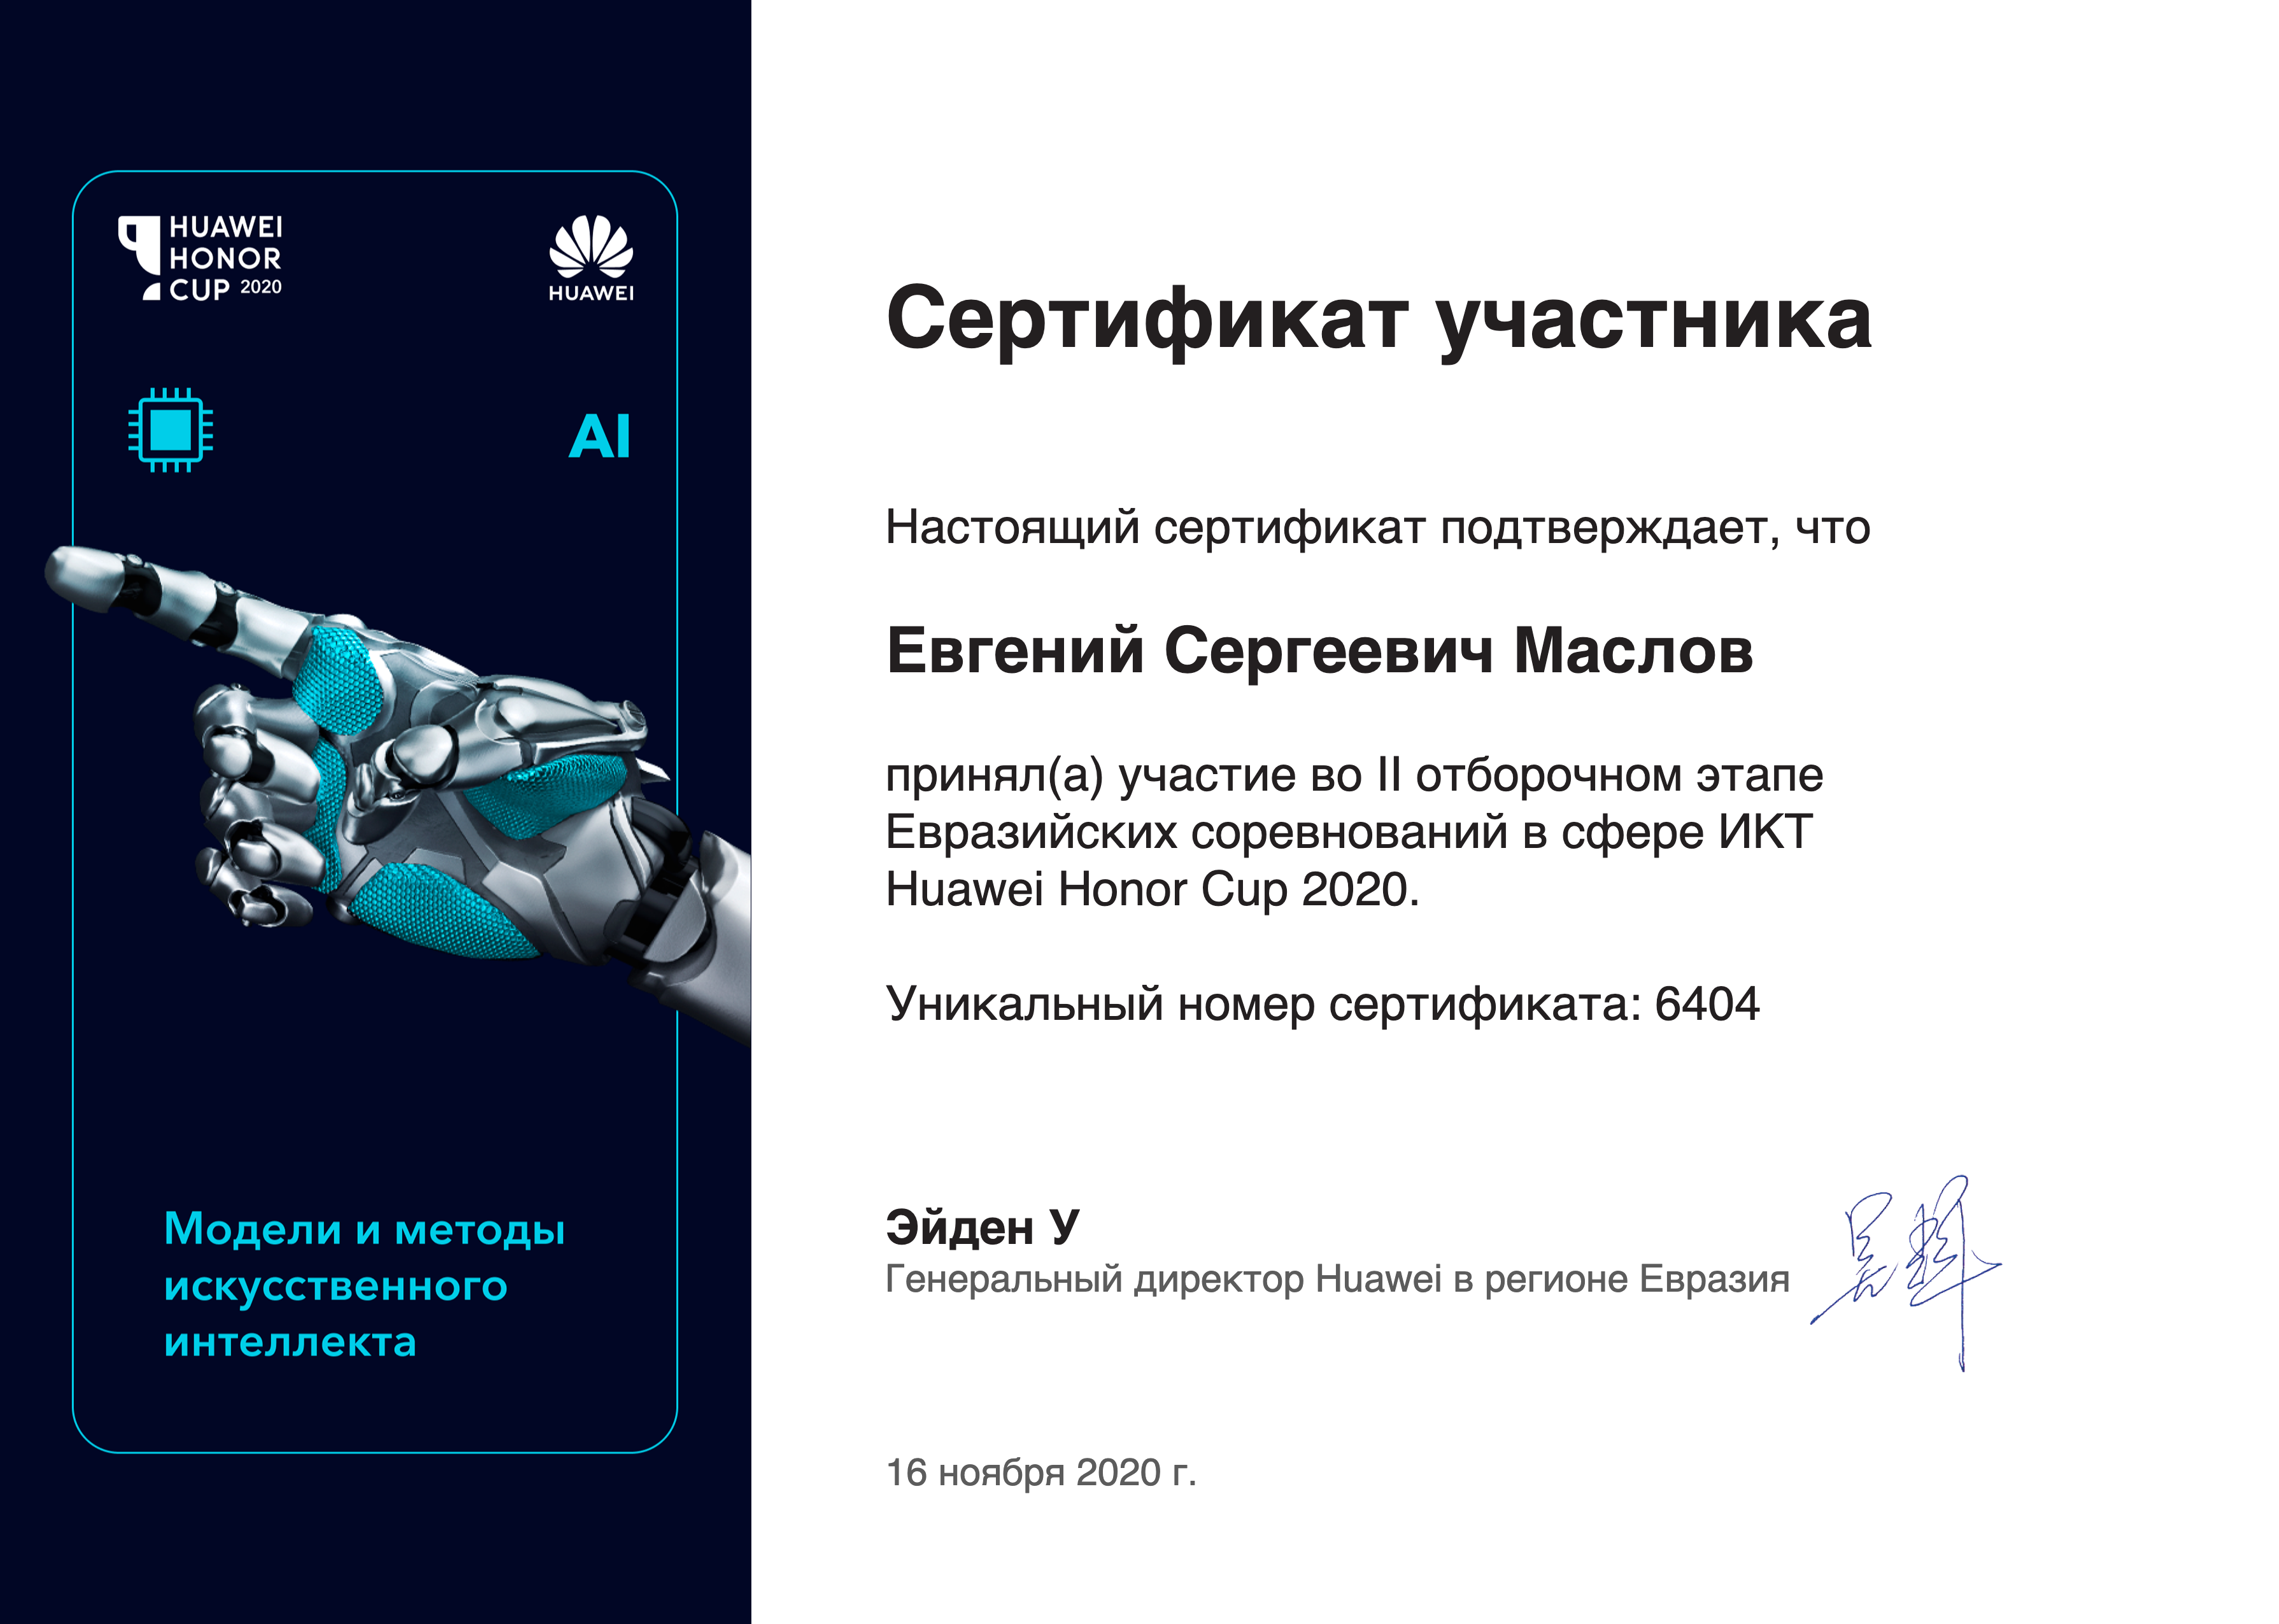 HUAWEI
HONOR
CUP 2020
HUAWEI
AI
Модели и методы
искусственного
интеллекта
Сертификат участника
Настоящий сертификат подтверждает, что
Евгений Сергеевич Маслов
принял(а) участие во II отборочном этапе
Евразийских соревнований в сфере ИКТ
Huawei Honor Cup 2020.
Уникальный номер сертификата: 6404
Эйден У
Генеральный директор Huawei в регионе Евразия
16 ноября 2020 г.